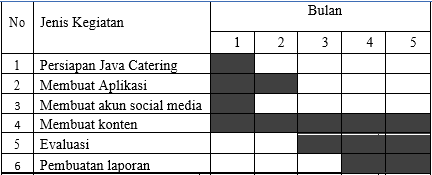 No Jenis Kegiatan Bulan
1 2 3 4 5
1 Persiapan Java Catering
2 Membuat Aplikasi
3 Membuat akun social media
4 Membuat konten
5 Evaluasi
6 Pembuatan laporan